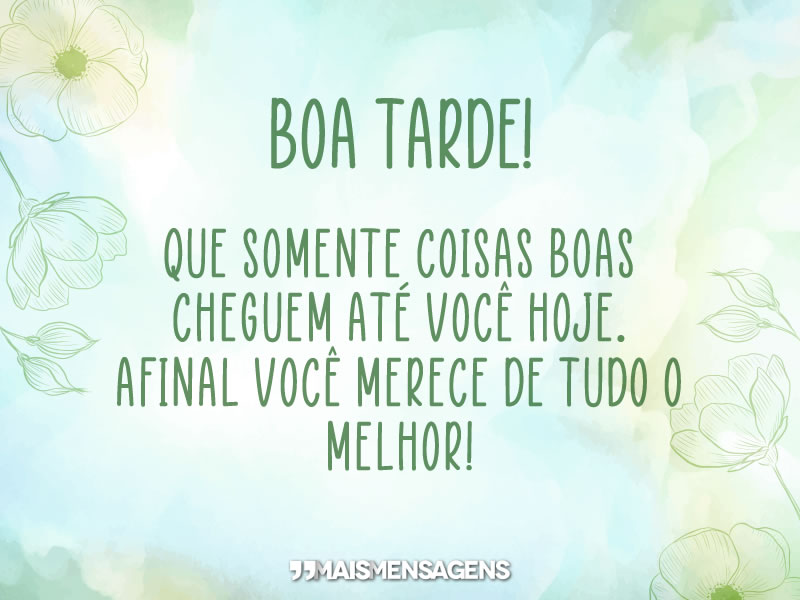 BOA TARDE!
QUE SOMENTE COISAS BOAS
CHEGUEM ATÉ VOCÊ HOJE.
AFINAL VOCÊ MERECE DE TUDO O
MELHOR!
MAISMENSAGENS